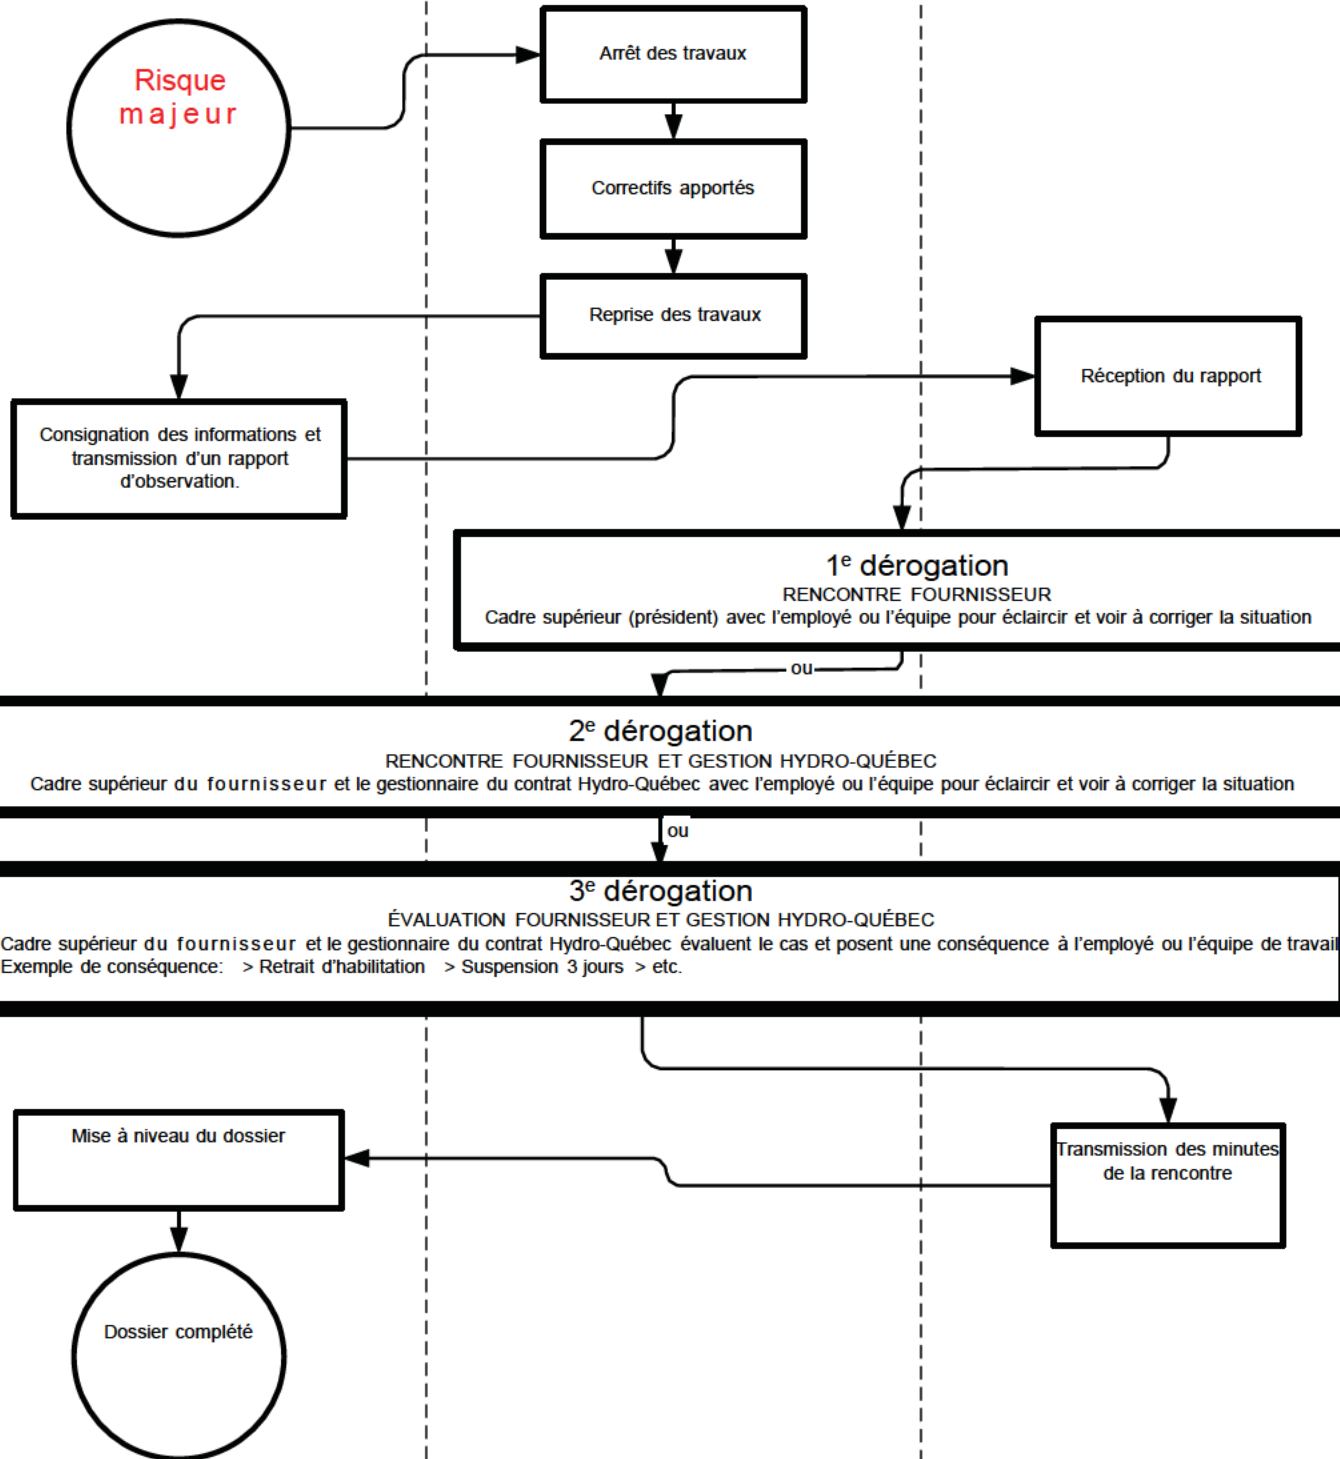 Risque
majeur
Arrêt des travaux
Correctifs apportés
Reprise des travaux
Réception du rapport
Consignation des informations et
transmission d'un rapport
d'observation.
1e dérogation
RENCONTRE FOURNISSEUR
Cadre supérieur (président) avec l'employé ou l'équipe pour éclaircir et voir à corriger la situation
ou
2e dérogation
RENCONTRE FOURNISSEUR ET GESTION HYDRO-QUÉBEC
Cadre supérieur du fournisseur et le gestionnaire du contrat Hydro-Québec avec l'employé ou l'équipe pour éclaircir et voir à corriger la situation
ou
3e dérogation
ÉVALUATION FOURNISSEUR ET GESTION HYDRO-QUÉBEC
Cadre supérieur du fournisseur et le gestionnaire du contrat Hydro-Québec évaluent le cas et posent une conséquence à l'employé ou l'équipe de travail
Exemple de conséquence: > Retrait d'habilitation > Suspension 3 jours > etc.
Mise à niveau du dossier
Transmission des minutes
de la rencontre
Dossier complété